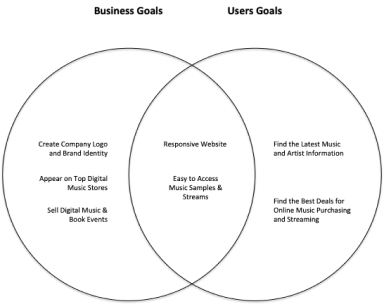 Business Goals
Users Goals
Create Company Logo
and Brand Identity
Appear on Top Digital
Music Stores
Sell Digital Music &
Book Events
Responsive Website
Easy to Access
Music Samples &
Streams
Find the Latest Music
and Artist Information
Find the Best Deals for
Online Music Purchasing
and Streaming